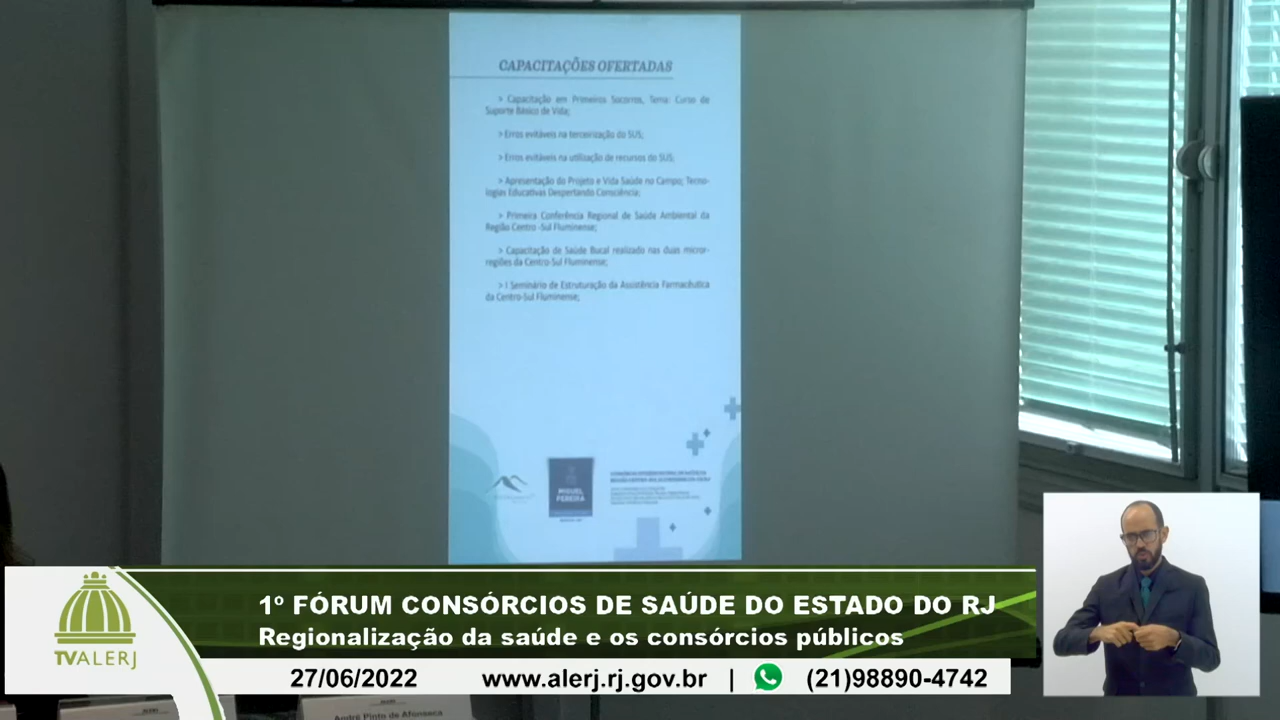 CAPACITAÇÕES OFERTADAS
> Capacitação em Primeiros Socorros, Tema: Curso de
Suporte Básico de Vida;
> Erros evitáveis na terceirização do SUS;
> Erros evitáveis na utilização de recursos do SUS;
> Apresentação do Projeto e Vida Saúde no Campo; Tecno-
logias Educativas Despertando Consciência;
> Primeira Conferência Regional de Saúde Ambiental da
Região Centro -Sul Fluminense;
> Capacitação de Saúde Bucal realizado nas duas micror-
regiões da Centro-Sul Fluminense;
> I Seminário de Estruturação da Assistência Farmacêutica
da Centro-Sul Fluminense;
MIGUEL
PEREIRA
1º FÓRUM CONSÓRCIOS DE SAÚDE DO ESTADO DO RJ
Regionalização da saúde e os consórcios públicos
TVALERJ
27/06/2022 www.alerj.rj.gov.br | (21)98890-4742
André Pinto de Afonseca